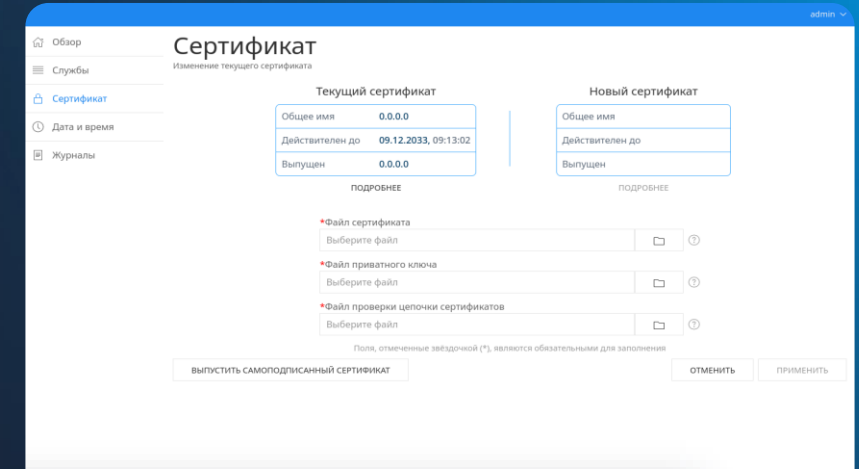 admin
Обзор
Службы
Сертификат
Дата и время
Журналы
Сертификат
Изменение текущего сертификата
Текущий сертификат
Общее имя 0.0.0.0
Действителен до 09.12.2033, 09:13:02
Выпущен 0.0.0.0
ПОДРОБНЕЕ
Новый сертификат
Общее имя
Действителен до
Выпущен
ПОДРОБНЕЕ
*Файл сертификата
Выберите файл
*Файл приватного ключа
Выберите файл
*Файл проверки цепочки сертификатов
Выберите файл
Поля, отмеченные звёздочкой (*), являются обязательными для заполнения
ВЫПУСТИТЬ САМОПОДПИСАННЫЙ СЕРТИФИКАТ
ОТМЕНИТЬ
ПРИМЕНИТЬ